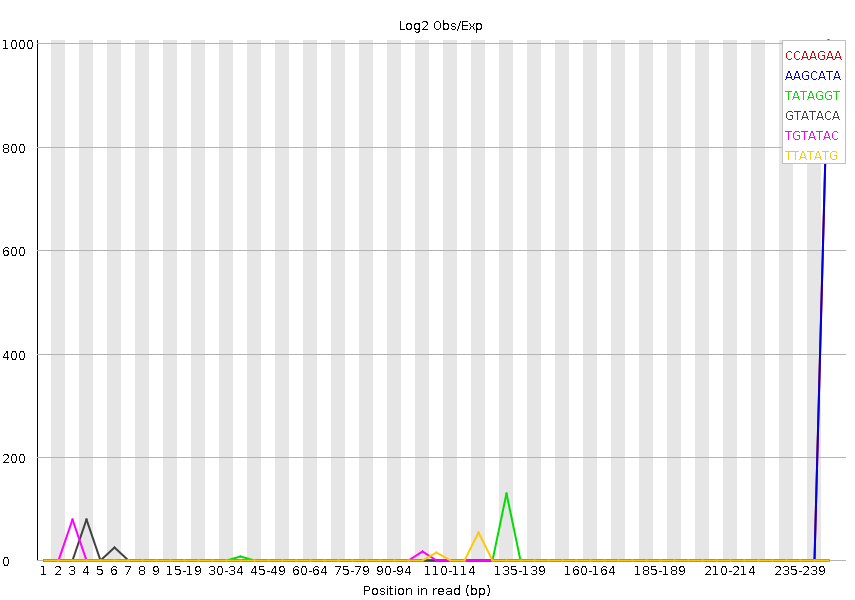 Log2 Obs/Exp
1000
800
600
400
200
0
CCAAGAA
AAGCATA
TATAGGT
GTATACA
TGTATAC
TTATATG
1 2 3 4 5 6 7 8 9 15-19 30-34 45-49 60-64 75-79 90-94 110-114 135-139 160-164 185-189 210-214 235-239
Position in read (bp)